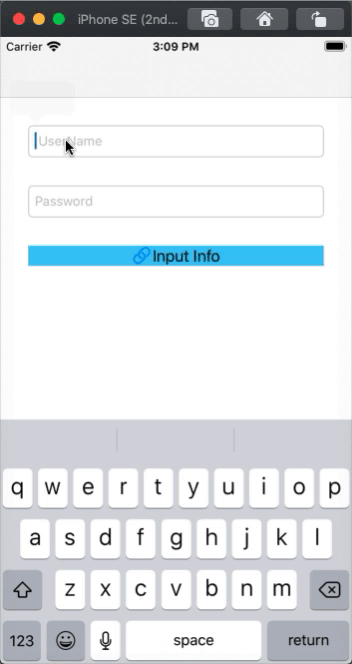 iPhone SE (2nd...
Carrier 3:09 PM
UserName
Password
Input Info
q w e r t y u i o p
a s d f g h j k l
z x c v b n m
123 space return